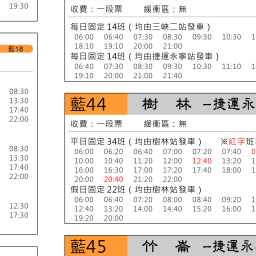 19:30
藍18
08:30
13:30
17:40
22:00
08:30
13:30
17:40
22:00
12:30
17:30
收費：一段票 緩衝區：無
每日固定14班（均由三峽二站發車）
06:00 06:40 07:30 08:30 09:30 10:30
18:10 19:10 20:00 21:00
每日固定14班（均由捷運永寧站發車）
06:40 07:30 08:30 09:30 10:30 11:10
19:10 20:00 21:00 21:40
藍44 樹 林 －捷運永
收費：一段票 緩衝區：無
平日固定34班（均由樹林站發車） ※紅字班
06:00 06:20 06:40 07:00 07:20 07:40
10:00 10:40 11:20 12:00 12:40 13:20
16:00 16:30 17:00 17:20 17:40 18:00
20:00 20:40 21:20 22:00
假日固定22班（均由樹林站發車）
06:00 06:40 07:20 08:00 08:40 09:20
12:40 13:20 14:00 14:40 15:20 16:00
19:20 20:00
藍45 竹 崙 －捷運永